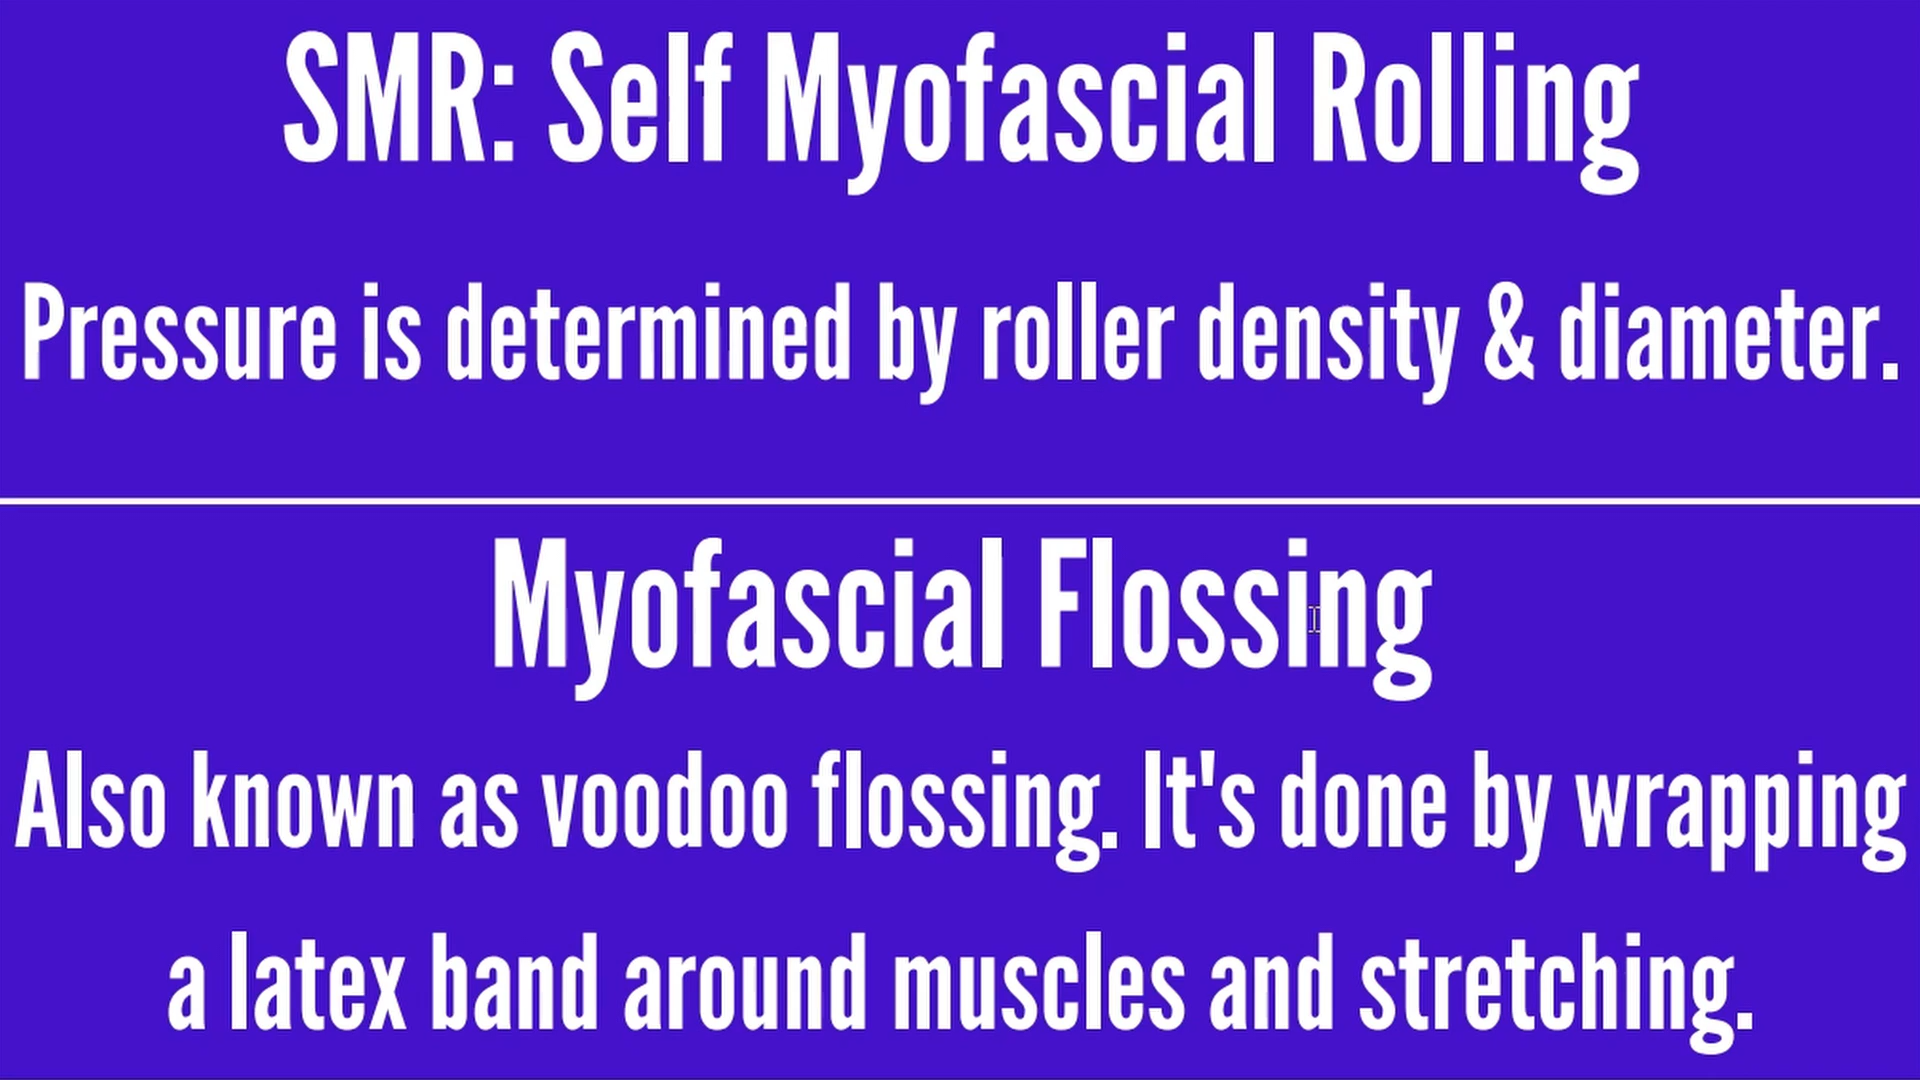 SMR: Self Myofascial Rolling
Pressure is determined by roller density & diameter.
Myofascial Flossing
Also known as voodoo flossing. It's done by wrapping
a latex band around muscles and stretching.